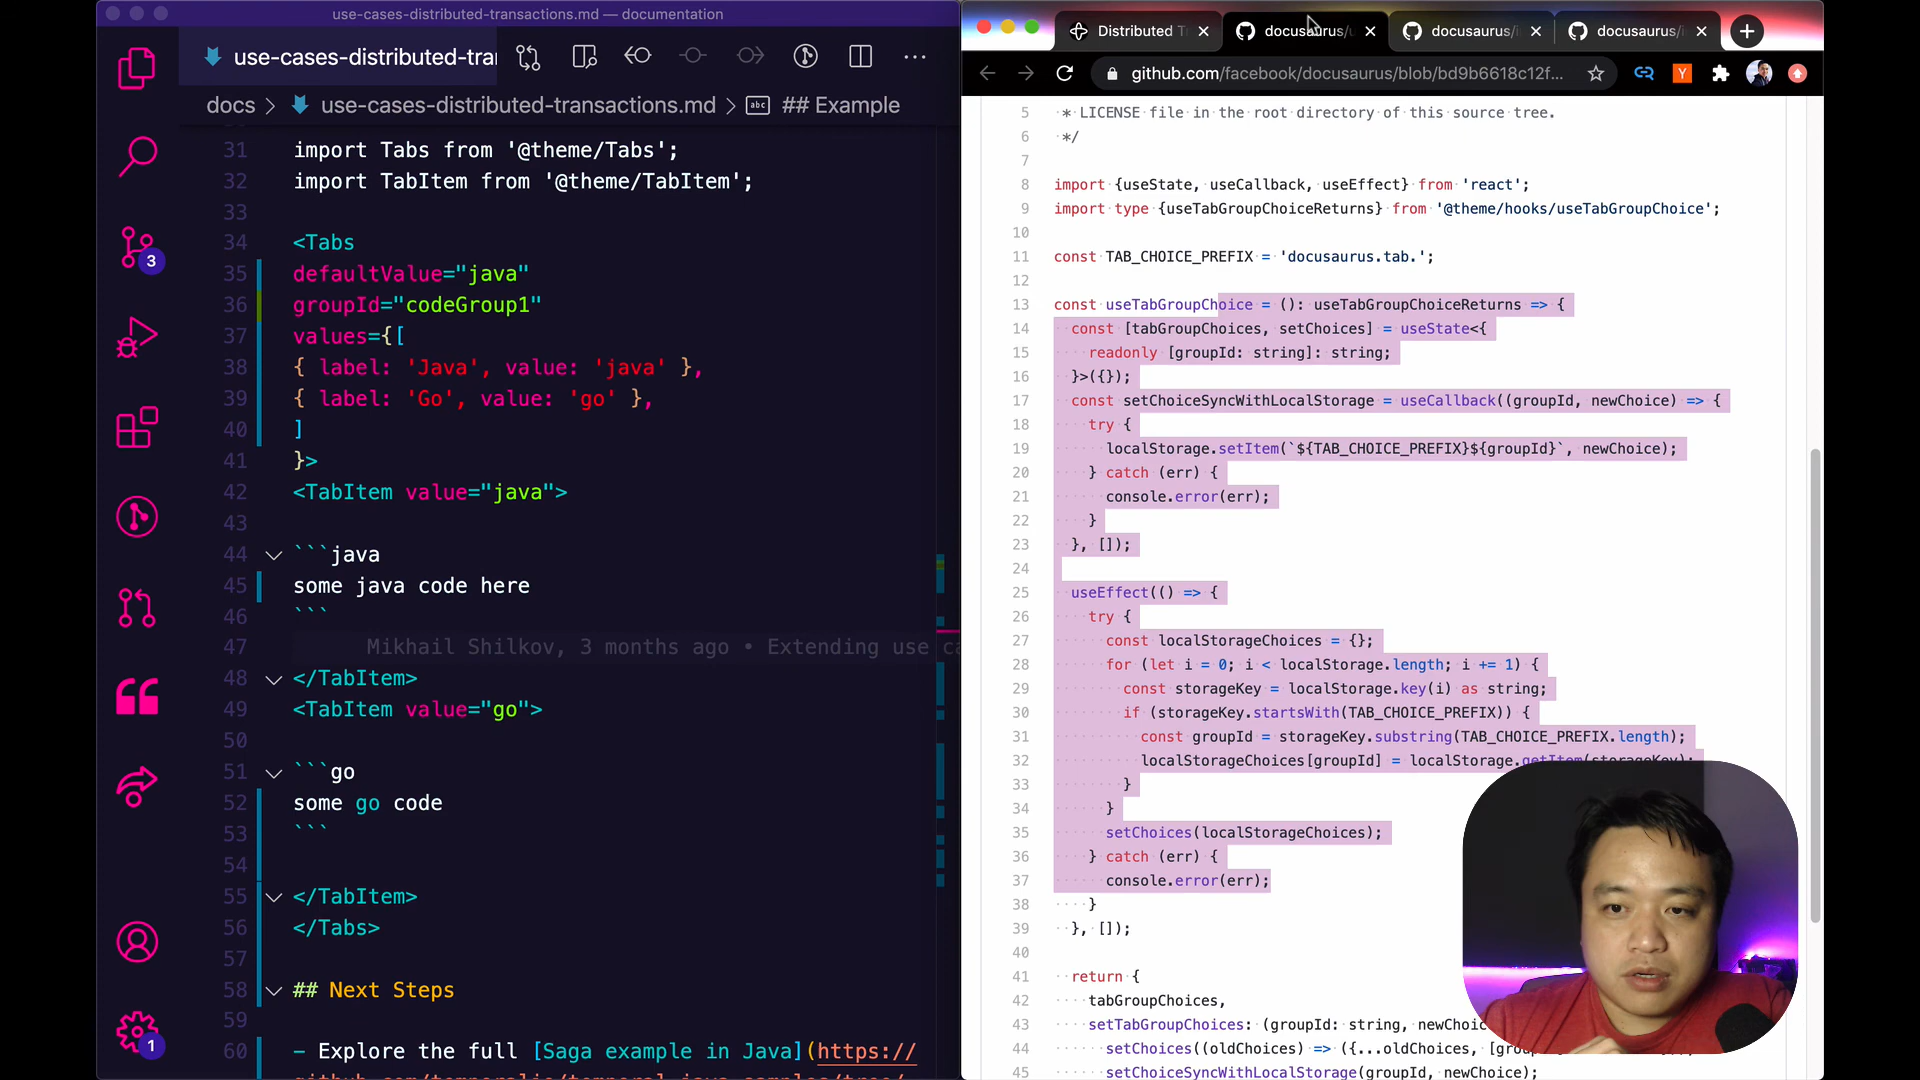 use-cases-distributed-transactions.md — documentation
use-cases-distributed-tran
docs > use-cases-distributed-transactions.md > abc ## Example
31 import Tabs from '@theme/Tabs';
32 import TabItem from '@theme/TabItem';
33
34 <Tabs
35 defaultValue="java"
36 groupId="codeGroup1"
37 values={[
38 { label: 'Java', value: 'java' },
39 { label: 'Go', value: 'go' },
40 ]
41 }>
42 <TabItem value="java">
43
44 ```java
45 some java code here
46 ```
47 Mikhail Shilkov, 3 months ago • Extending use ca
48 </TabItem>
49 <TabItem value="go">
50
51 ```go
52 some go code
53 ```
54
55 </TabItem>
56 </Tabs>
57
58 ## Next Steps
59
60 - Explore the full [Saga example in Java](https://
3
1
Distributed T
docusaurus/
docusaurus/i
docusaurus/i
github.com/facebook/docusaurus/blob/bd9b6618c12f...
5 * LICENSE file in the root directory of this source tree.
6 */
7
8 import {useState, useCallback, useEffect} from 'react';
9 import type {useTabGroupChoiceReturns} from '@theme/hooks/useTabGroupChoice';
10
11 const TAB_CHOICE_PREFIX = 'docusaurus.tab.';
12
13 const useTabGroupChoice = (): useTabGroupChoiceReturns => {
14 const [tabGroupChoices, setChoices] = useState<{
15 readonly [groupId: string]: string;
16 }>({});
17 const setChoiceSyncWithLocalStorage = useCallback((groupId, newChoice) => {
18 try {
19 localStorage.setItem(`${TAB_CHOICE_PREFIX}${groupId}`, newChoice);
20 } catch (err) {
21 console.error(err);
22 }
23 }, []);
24
25 useEffect(() => {
26 try {
27 const localStorageChoices = {};
28 for (let i = 0; i < localStorage.length; i += 1) {
29 const storageKey = localStorage.key(i) as string;
30 if (storageKey.startsWith(TAB_CHOICE_PREFIX)) {
31 const groupId = storageKey.substring(TAB_CHOICE_PREFIX.length);
32 localStorageChoices[groupId] = localStorage.getItem(storageKey);
33 }
34 }
35 setChoices(localStorageChoices);
36 } catch (err) {
37 console.error(err);
38 }
39 }, []);
40
41 return {
42 tabGroupChoices,
43 setTabGroupChoices: (groupId: string, newChoic
44 setChoices((oldChoices) => ({...oldChoices, [grou
45 setChoiceSyncWithLocalStorage(groupId, newChoice);